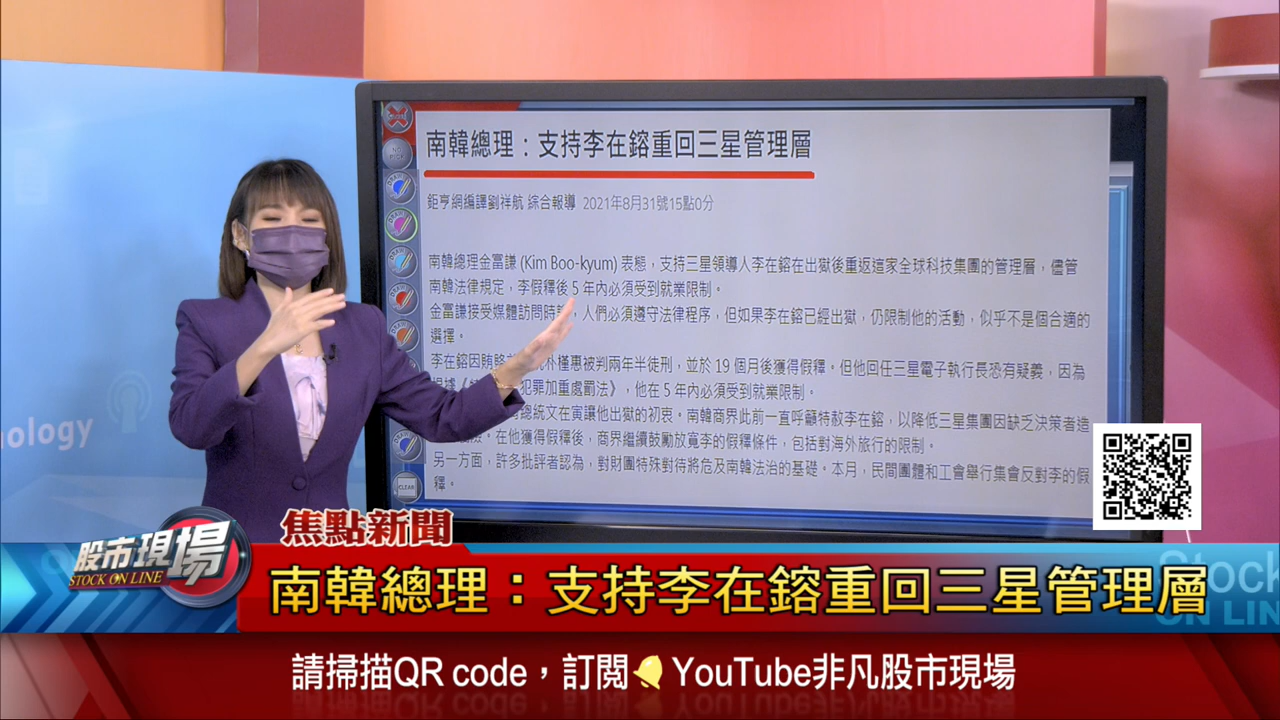 南韓總理：支持李在鎔重回三星管理層
鉅亨網編譯劉祥航 綜合報導 2021年8月31號15點0分
南韓總理金富謙 (Kim Boo-kyum) 表態，支持三星領導人李在鎔在出獄後重返這家全球科技集團的管理層，儘管
南韓法律規定，李假釋後 5 年內必須受到就業限制。
金富謙接受媒體訪問時 ，人們必須遵守法律程序，但如果李在鎔已經出獄，仍限制他的活動，似乎不是個合適的
選擇。
李在鎔因賄賂 朴槿惠被判兩年半徒刑，並於 19 個月後獲得假釋。但他回任三星電子執行長恐有疑義，因為
根據 犯罪加重處罰法》，他在 5 年內必須受到就業限制。
總統文在寅讓他出獄的初衷。南韓商界此前一直呼籲特赦李在鎔，以降低三星集團因缺乏決策者造
。在他獲得假釋後，商界繼續鼓勵放寬李的假釋條件，包括對海外旅行的限制。
另一方面，許多批評者認為，對財團特殊對待將危及南韓法治的基礎。本月，民間團體和工會舉行集會反對李的假
釋。
CLEAR
nology
焦點新聞
股市現場
STOCK ON LINE
南韓總理：支持李在鎔重回三星管理層
Stock
ON LIN
請掃描QR code，訂閱 YouTube非凡股市現場